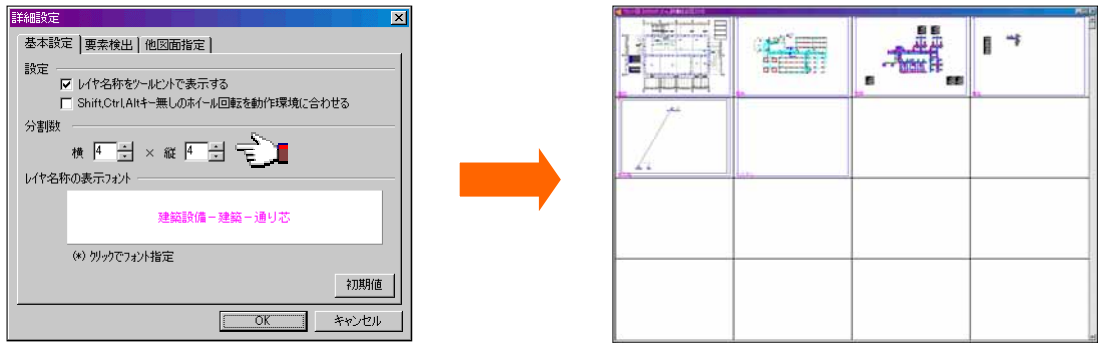 詳細設定
基本設定 要素検出 他図面指定
設定
レイヤ名称をツールヒントで表示する
Shift,Ctrl,Altキー無しのホイール回転を動作環境に合わせる
分割数
横 4 × 縦 4
レイヤ名称の表示フォント
建築設備－建築－通り芯
(*) クリックでフォント指定
初期値
OK キャンセル